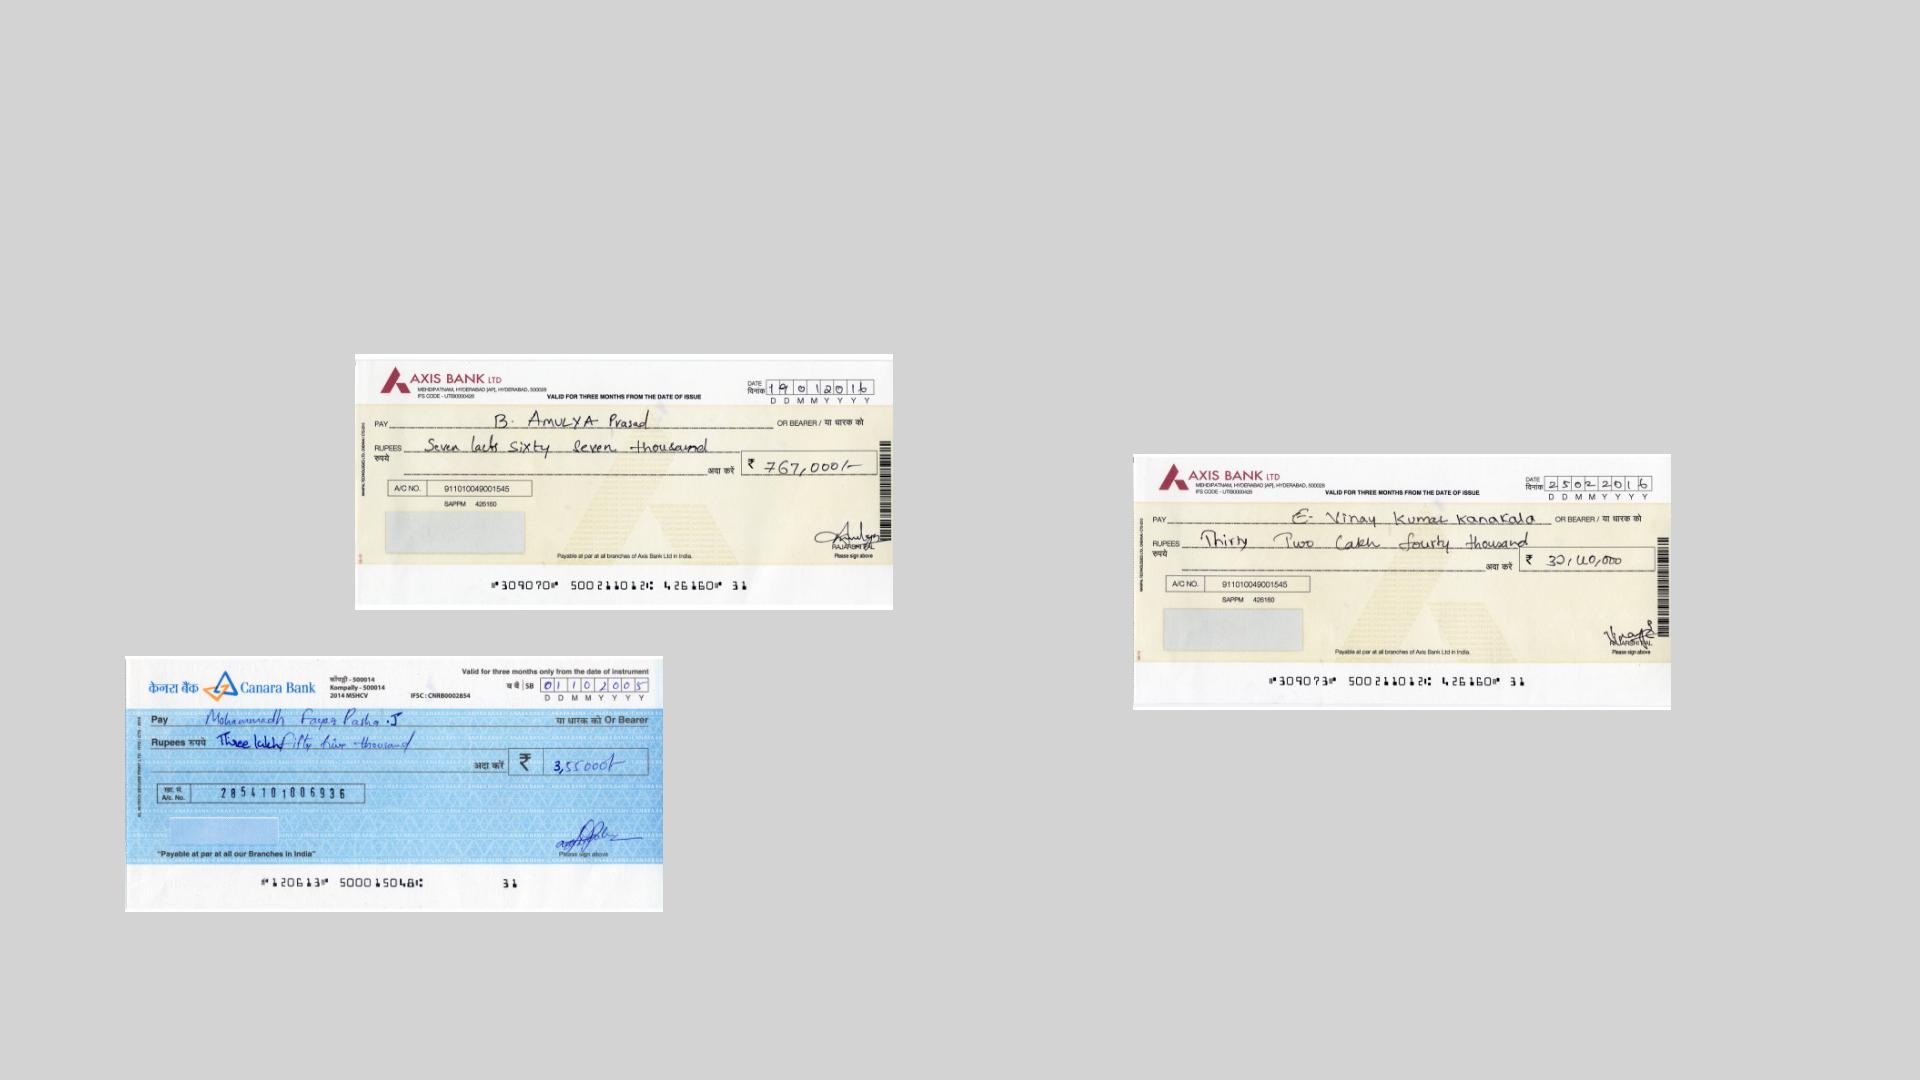 AXIS BANK LTD
MEHDIPATNAM, HYDERABAD [AP], HYDERABAD, 500028
IFS CODE - UTIB0000426
VALID FOR THREE MONTHS FROM THE DATE OF ISSUE
DATE
दिनांक 19012016
D D M M Y Y Y Y
PAY B. AMULYA Prasad OR BEARER / या धारक को
RUPEES Seven lacks Sixty Seven thousand
रुपये
अदा करें ₹ 767,000/-
A/C NO. 911010049001545
SAPPM 426160
RAJARSHI PAL
Please sign above
Payable at par at all branches of Axis Bank Ltd in India.
⑈309070⑈ 500211012⑆ 426160⑈ 31
AXIS BANK LTD
MEHDIPATNAM, HYDERABAD [AP], HYDERABAD, 500028
IFS CODE - UTIB0000426
VALID FOR THREE MONTHS FROM THE DATE OF ISSUE
DATE
दिनांक 25022016
D D M M Y Y Y Y
PAY E- Vinay Kumar Kanakala OR BEARER / या धारक को
RUPEES Thirty Two Lakh fourty thousand
रुपये
अदा करें ₹ 32,40,000
A/C NO. 911010049001545
SAPPM 426160
RAJARSHI PAL
Please sign above
Payable at par at all branches of Axis Bank Ltd in India.
⑈309073⑈ 500211012⑆ 426160⑈ 31
Valid for three months only from the date of instrument
केनरा बैंक Canara Bank
कोंपल्ली - 500014
Kompally - 500014
2014 MSHCV
IFSC : CNRB0002854
SB 01102005
D D M M Y Y Y Y
Pay Mohammadh Fayaz Pasha .J या धारक को Or Bearer
Rupees रुपये Three lakh fifty five thousand
अदा करें ₹ 3,55000/-
A/c. No. 2854101006936
Please sign above
"Payable at par at all our Branches in India"
⑈120613⑈ 500015048⑆ 31